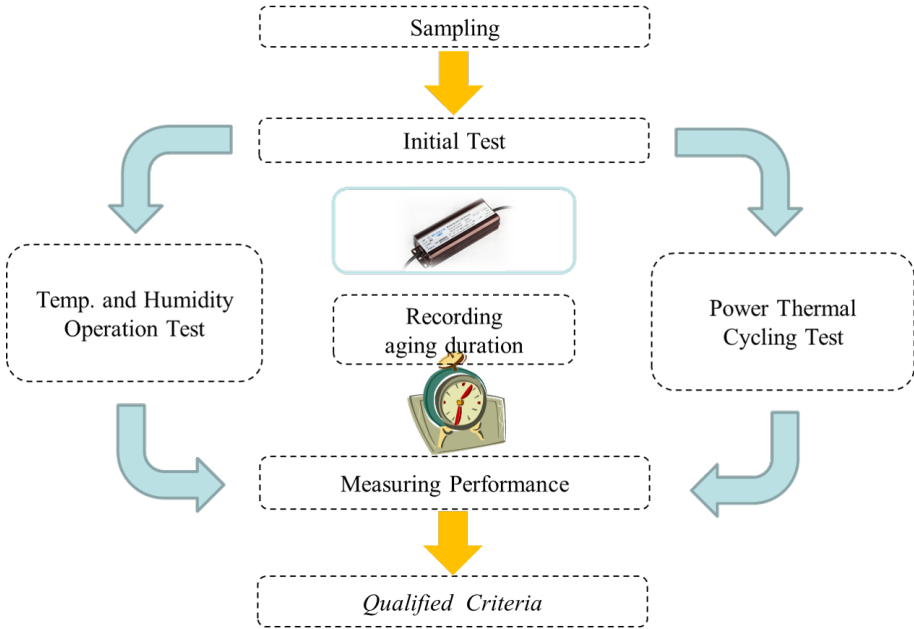 Sampling
Initial Test
Temp. and Humidity
Operation Test
Recording
aging duration
Power Thermal
Cycling Test
Measuring Performance
Qualified Criteria